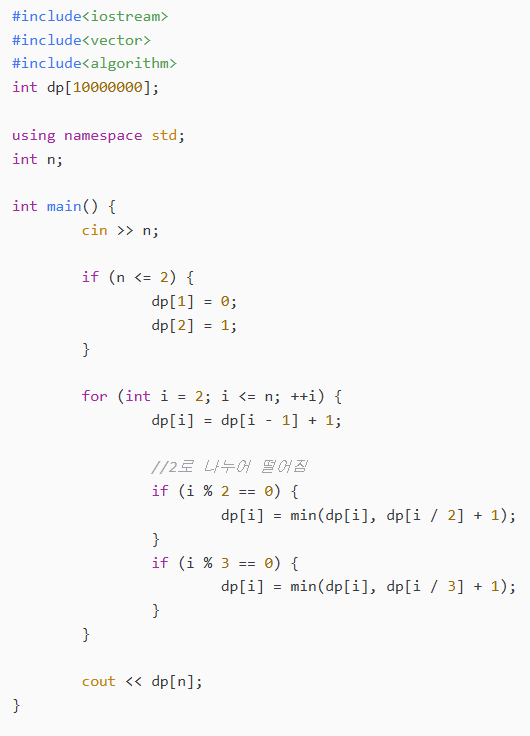 #include<iostream>
#include<vector>
#include<algorithm>
int dp[10000000];
using namespace std;
int n;
int main() {
cin >> n;
if (n <= 2) {
dp[1] = 0;
dp[2] = 1;
}
for (int i = 2; i <= n; ++i) {
dp[i] = dp[i - 1] + 1;
//2로 나누어 떨어짐
if (i % 2 == 0) {
dp[i] = min(dp[i], dp[i / 2] + 1);
}
if (i % 3 == 0) {
dp[i] = min(dp[i], dp[i / 3] + 1);
}
}
cout << dp[n];
}